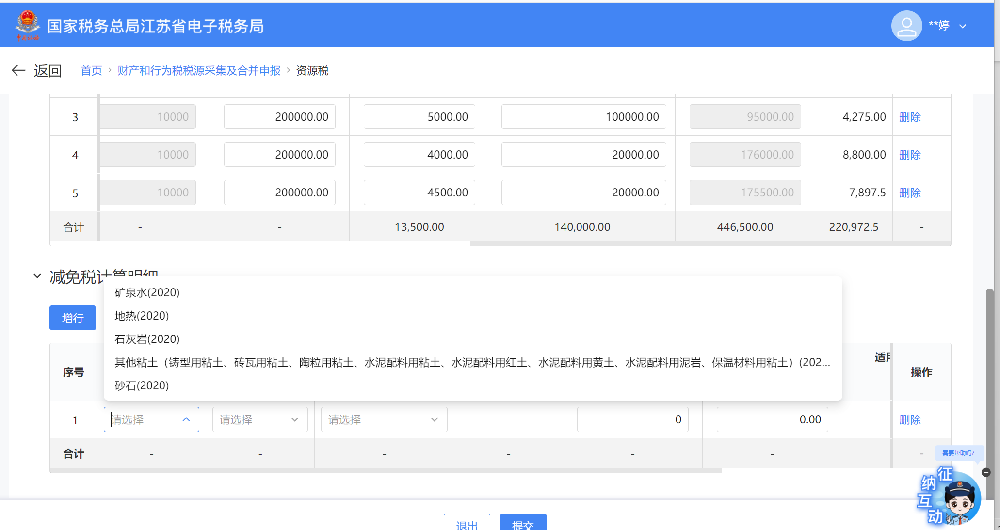 国家税务总局江苏省电子税务局
**婷
返回 首页 > 财产和行为税税源采集及合并申报 > 资源税
3 10000 200000.00 5000.00 100000.00 95000.00 4,275.00 删除
4 10000 200000.00 4000.00 20000.00 176000.00 8,800.00 删除
5 10000 200000.00 4500.00 20000.00 175500.00 7,897.5 删除
合计 - - 13,500.00 140,000.00 446,500.00 220,972.5 -
减免税计算明细
矿泉水(2020)
地热(2020)
石灰岩(2020)
其他粘土（铸型用粘土、砖瓦用粘土、陶粒用粘土、水泥配料用粘土、水泥配料用红土、水泥配料用黄土、水泥配料用泥岩、保温材料用粘土）(202...
砂石(2020)
增行
序号 适用 操作
1 请选择 请选择 请选择 0 0.00 删除
合计 - - - - - - -
需要帮助吗?
征纳互动
退出 提交